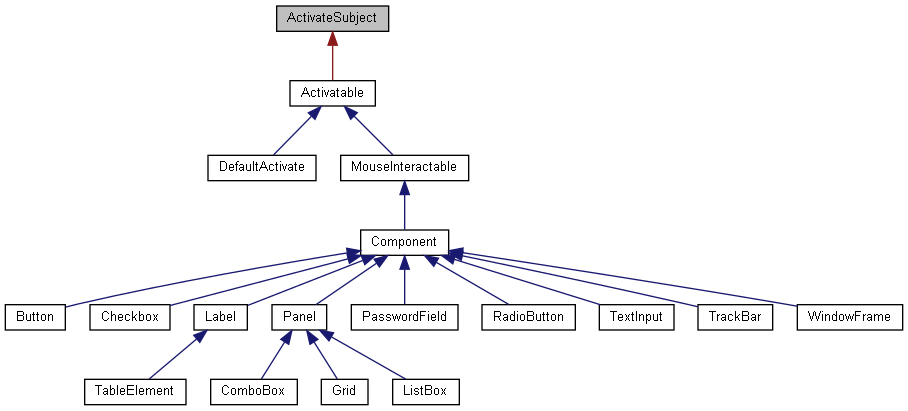 ActivateSubject
Activatable
DefaultActivate
MouseInteractable
Component
Button
Checkbox
Label
Panel
PasswordField
RadioButton
TextInput
TrackBar
WindowFrame
TableElement
ComboBox
Grid
ListBox